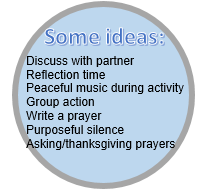 Some ideas:
Discuss with partner
Reflection time
Peaceful music during activity
Group action
Write a prayer
Purposeful silence
Asking/thanksgiving prayers